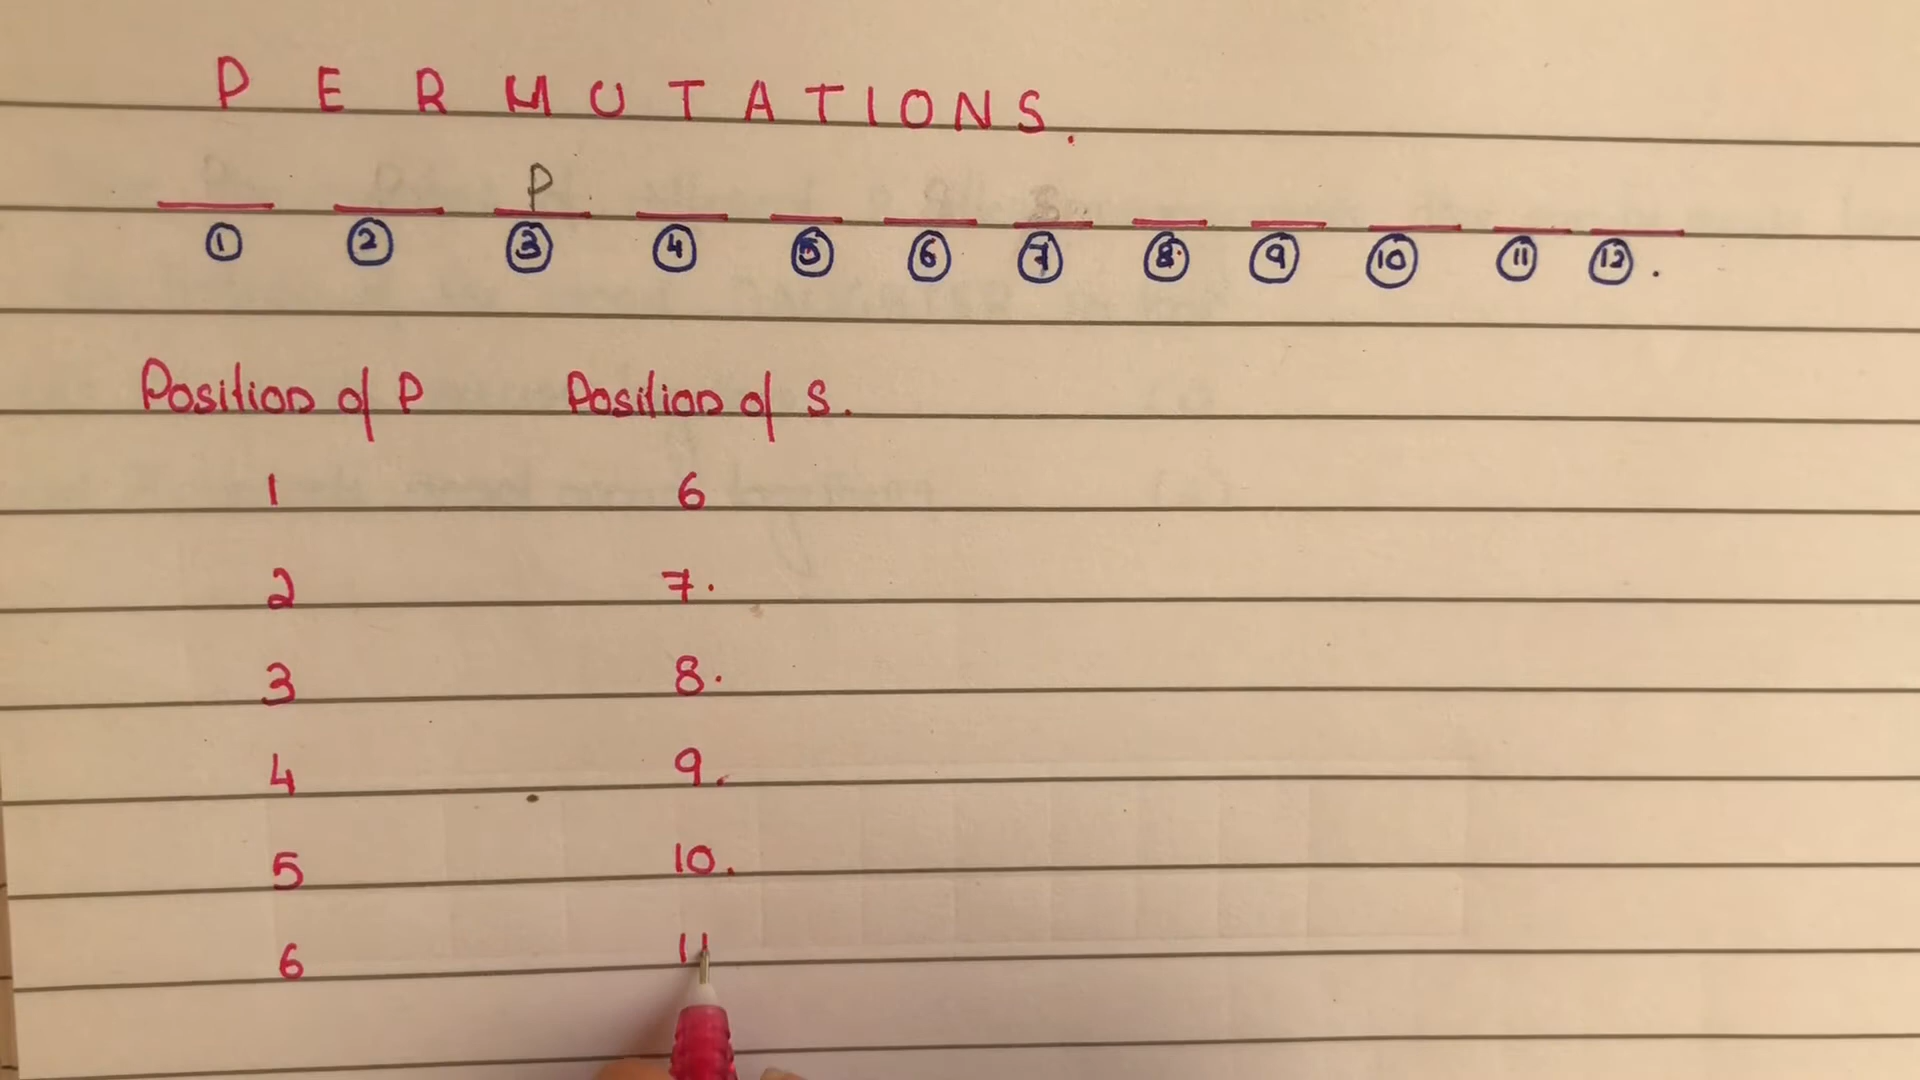 PERMUTATIONS.
P
1 2 3 4 5 6 7 8 9 10 11 12.
Position of P Position of S.
1 6
2 7.
3 8.
4 9.
5 10.
6 11